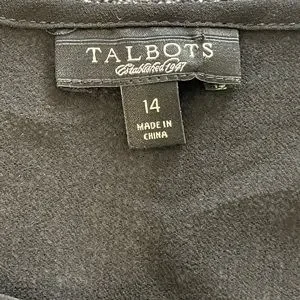 TALBOTS
Established 1947
14
MADE IN
CHINA